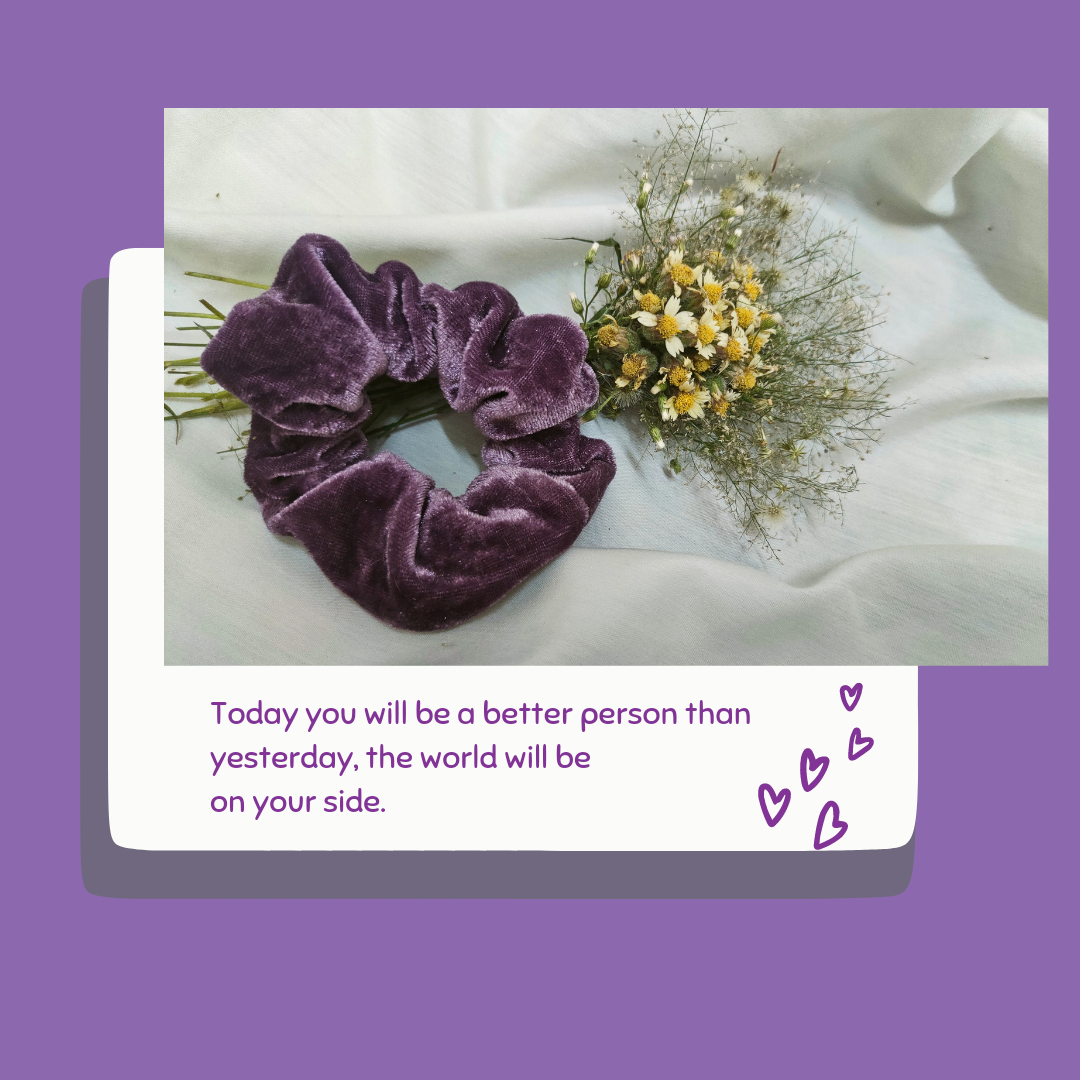 Today you will be a better person than
yesterday, the world will be
on your side.